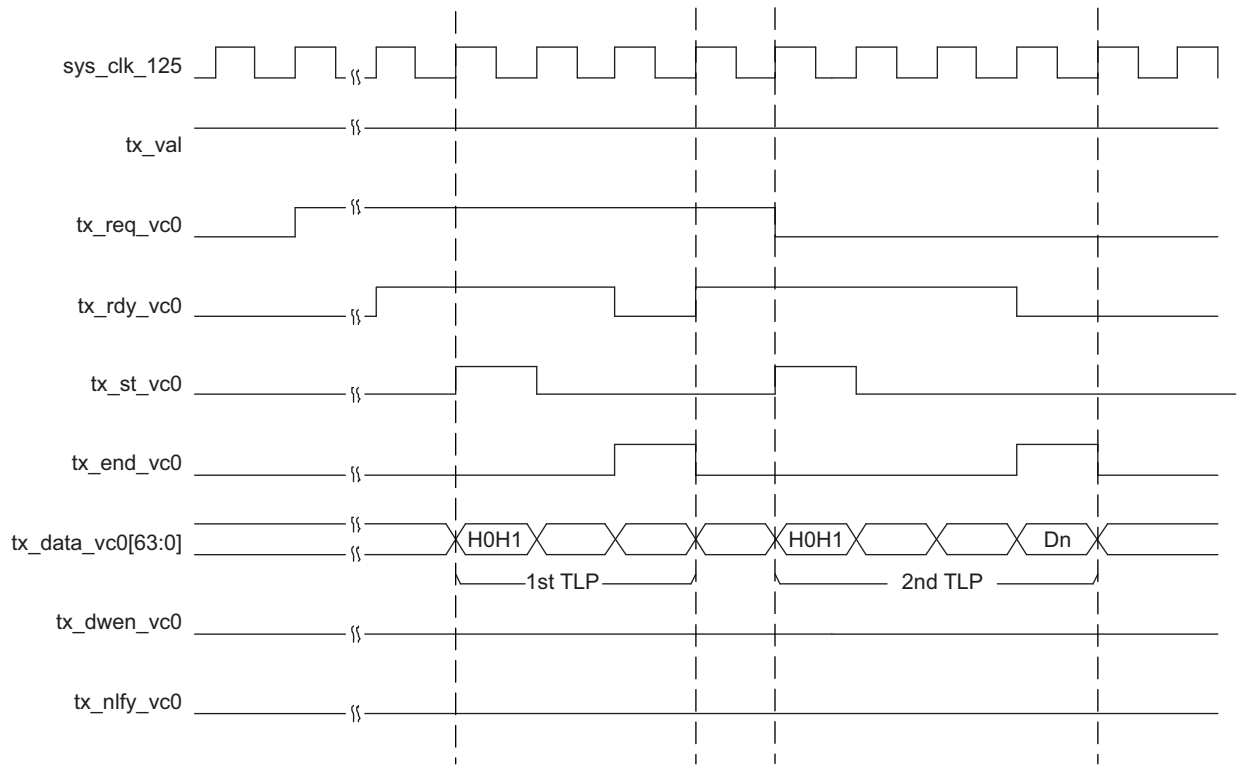 sys_clk_125
tx_val
tx_req_vc0
tx_rdy_vc0
tx_st_vc0
tx_end_vc0
tx_data_vc0[63:0]
H0H1
H0H1
Dn
1st TLP
2nd TLP
tx_dwen_vc0
tx_nlfy_vc0